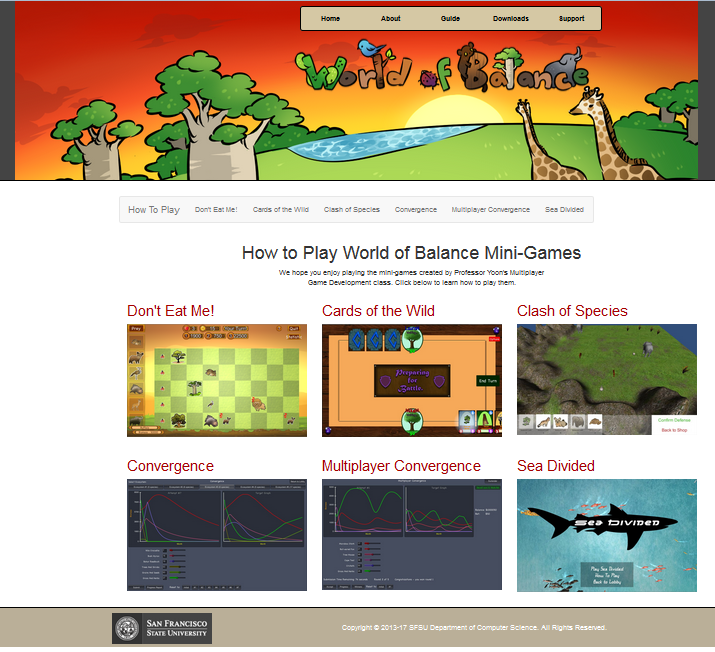 Home About Guide Downloads Support
World of Balance
How To Play Don't Eat Me! Cards of the Wild Clash of Species Convergence Multiplayer Convergence Sea Divided
How to Play World of Balance Mini-Games
We hope you enjoy playing the mini-games created by Professor Yoon's Multiplayer
Game Development class. Click below to learn how to play them.
Don't Eat Me! Cards of the Wild Clash of Species
Preparing
for
Battle
End Turn
Confirm Defense
Back to Shop
Convergence Multiplayer Convergence Sea Divided
Sea Divided
Play Sea Divided
How To Play
Back to Lobby
San Francisco
State University
Copyright © 2013-17 SFSU Department of Computer Science. All Rights Reserved.